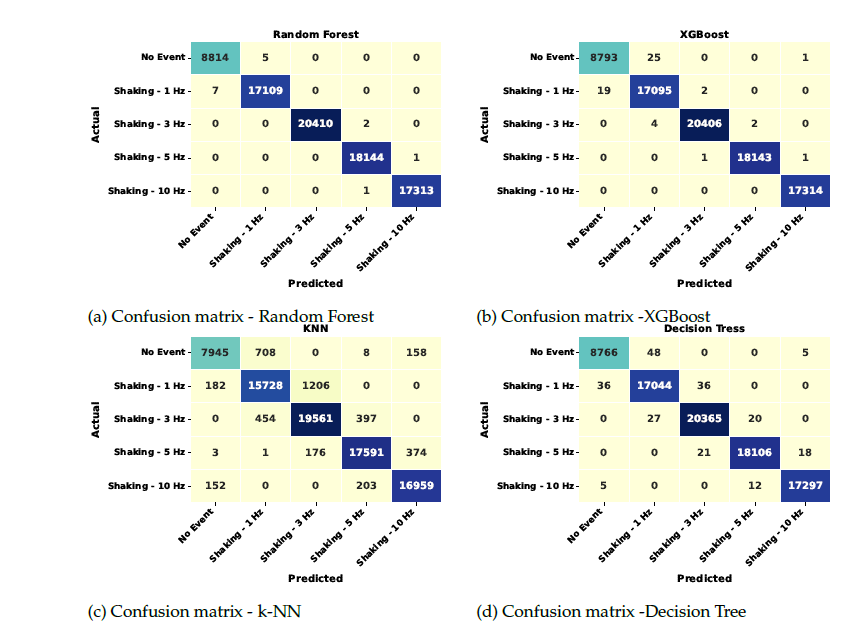 Random Forest
No Event 8814 5 0 0 0
Shaking - 1 Hz 7 17109 0 0 0
Shaking - 3 Hz 0 0 20410 2 0
Shaking - 5 Hz 0 0 0 18144 1
Shaking - 10 Hz 0 0 0 1 17313
Actual
No Event Shaking - 1 Hz Shaking - 3 Hz Shaking - 5 Hz Shaking - 10 Hz
Predicted
(a) Confusion matrix - Random Forest
XGBoost
No Event 8793 25 0 0 1
Shaking - 1 Hz 19 17095 2 0 0
Shaking - 3 Hz 0 4 20406 2 0
Shaking - 5 Hz 0 0 1 18143 1
Shaking - 10 Hz 0 0 0 0 17314
Actual
No Event Shaking - 1 Hz Shaking - 3 Hz Shaking - 5 Hz Shaking - 10 Hz
Predicted
(b) Confusion matrix -XGBoost
KNN
No Event 7945 708 0 8 158
Shaking - 1 Hz 182 15728 1206 0 0
Shaking - 3 Hz 0 454 19561 397 0
Shaking - 5 Hz 3 1 176 17591 374
Shaking - 10 Hz 152 0 0 203 16959
Actual
No Event Shaking - 1 Hz Shaking - 3 Hz Shaking - 5 Hz Shaking - 10 Hz
Predicted
(c) Confusion matrix - k-NN
Decision Tress
No Event 8766 48 0 0 5
Shaking - 1 Hz 36 17044 36 0 0
Shaking - 3 Hz 0 27 20365 20 0
Shaking - 5 Hz 0 0 21 18106 18
Shaking - 10 Hz 5 0 0 12 17297
Actual
No Event Shaking - 1 Hz Shaking - 3 Hz Shaking - 5 Hz Shaking - 10 Hz
Predicted
(d) Confusion matrix -Decision Tree